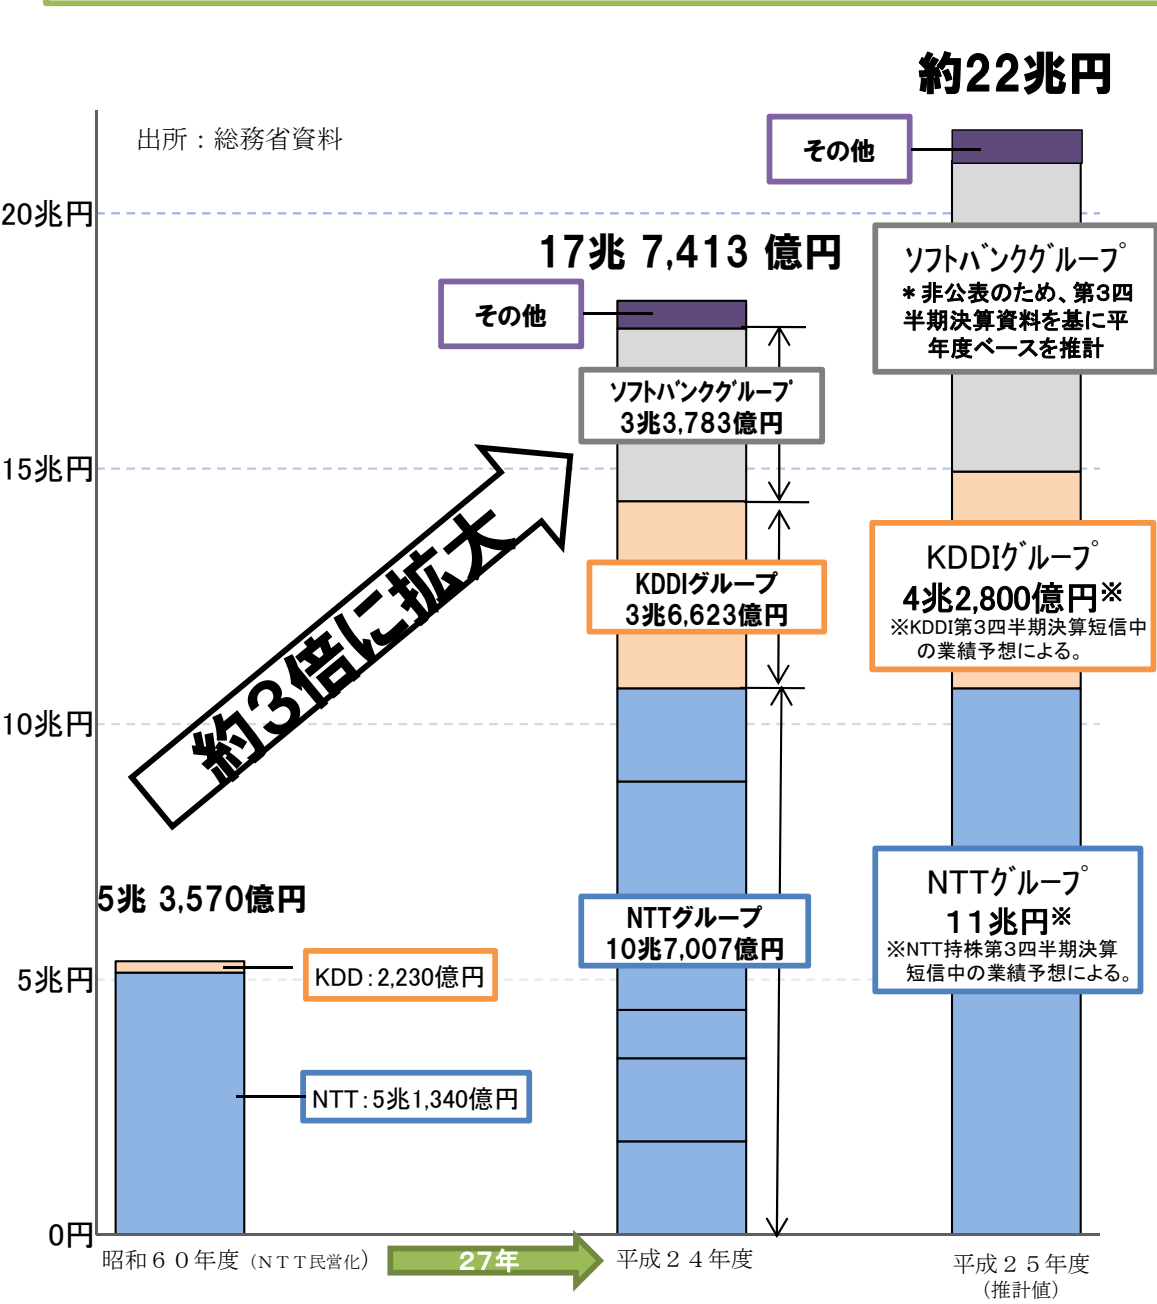 約22兆円
出所：総務省資料
その他
20兆円
17兆 7,413 億円
ソフトバンクグループ
＊非公表のため、第3四
半期決算資料を基に平
年度ベースを推計
その他
ソフトバンクグループ
3兆3,783億円
15兆円
約3倍に拡大
KDDIグループ
3兆6,623億円
KDDIグループ
4兆2,800億円※
※KDDI第3四半期決算短信中
の業績予想による。
10兆円
5兆 3,570億円
NTTグループ
10兆7,007億円
NTTグループ
11兆円※
※NTT持株第3四半期決算
短信中の業績予想による。
5兆円
KDD：2,230億円
NTT：5兆1,340億円
0円
昭和６０年度（ＮＴＴ民営化）
27年
平成２４年度
平成２５年度
（推計値）